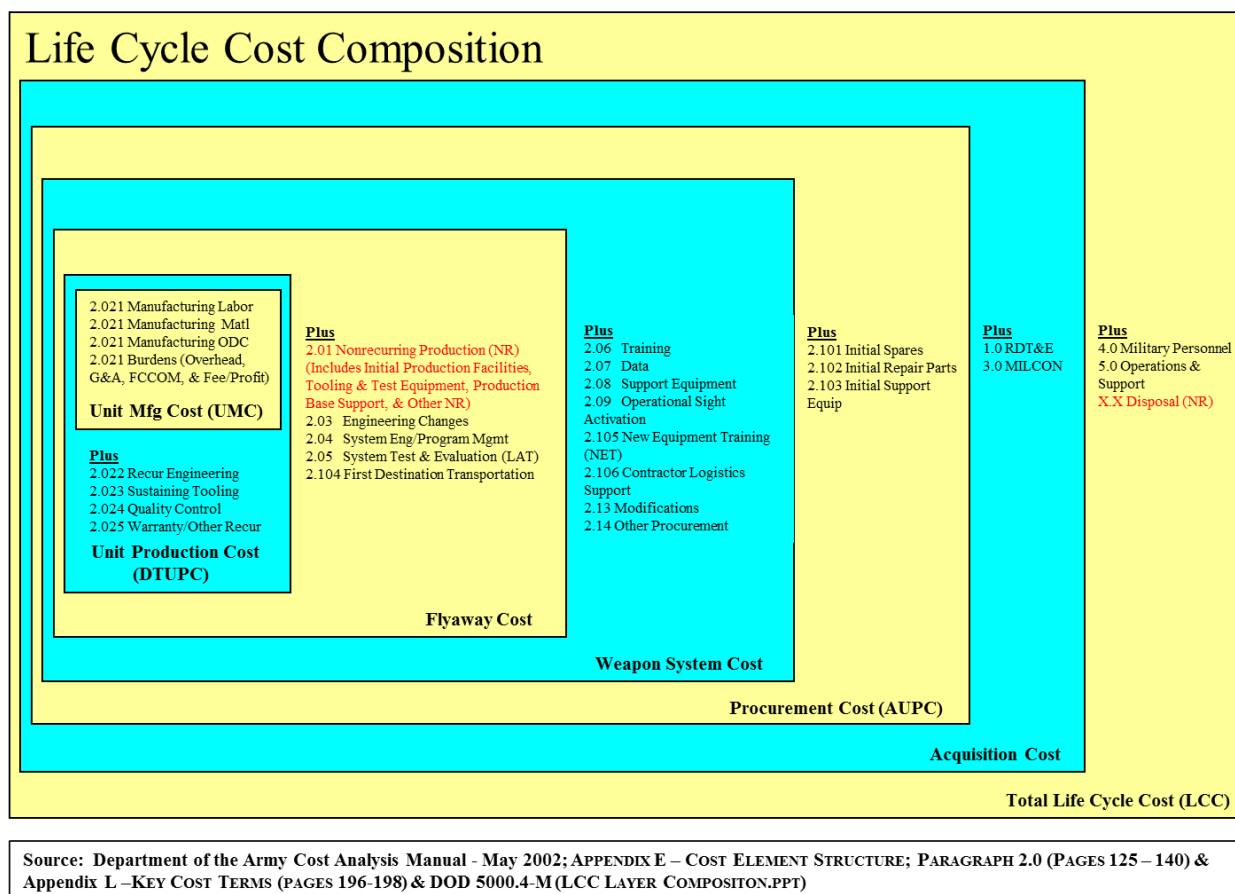 Life Cycle Cost Composition
2.021 Manufacturing Labor
2.021 Manufacturing Matl
2.021 Manufacturing ODC
2.021 Burdens (Overhead,
G&A, FCCOM, & Fee/Profit)
Unit Mfg Cost (UMC)
Plus
2.022 Recur Engineering
2.023 Sustaining Tooling
2.024 Quality Control
2.025 Warranty/Other Recur
Unit Production Cost
(DTUPC)
Plus
2.01 Nonrecurring Production (NR)
(Includes Initial Production Facilities,
Tooling & Test Equipment, Production
Base Support, & Other NR)
2.03 Engineering Changes
2.04 System Eng/Program Mgmt
2.05 System Test & Evaluation (LAT)
2.104 First Destination Transportation
Flyaway Cost
Plus
2.06 Training
2.07 Data
2.08 Support Equipment
2.09 Operational Sight
Activation
2.105 New Equipment Training
(NET)
2.106 Contractor Logistics
Support
2.13 Modifications
2.14 Other Procurement
Weapon System Cost
Plus
2.101 Initial Spares
2.102 Initial Repair Parts
2.103 Initial Support
Equip
Procurement Cost (AUPC)
Plus
1.0 RDT&E
3.0 MILCON
Acquisition Cost
Plus
4.0 Military Personnel
5.0 Operations &
Support
X.X Disposal (NR)
Total Life Cycle Cost (LCC)
Source: Department of the Army Cost Analysis Manual - May 2002; APPENDIX E – COST ELEMENT STRUCTURE; PARAGRAPH 2.0 (PAGES 125 – 140) &
Appendix L –KEY COST TERMS (PAGES 196-198) & DOD 5000.4-M (LCC LAYER COMPOSITON.PPT)